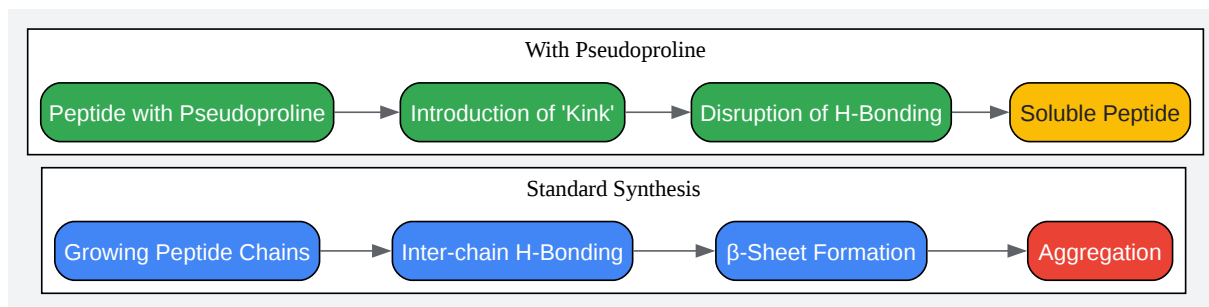 With Pseudoproline
Peptide with Pseudoproline
Introduction of 'Kink'
Disruption of H-Bonding
Soluble Peptide
Standard Synthesis
Growing Peptide Chains
Inter-chain H-Bonding
β-Sheet Formation
Aggregation